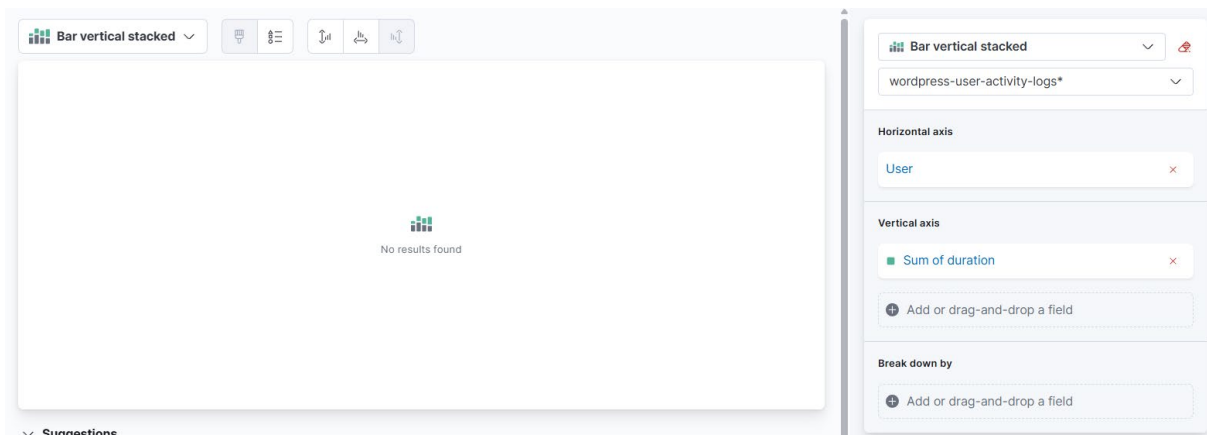 Bar vertical stacked
No results found
Suggestions
Bar vertical stacked
wordpress-user-activity-logs*
Horizontal axis
User
Vertical axis
Sum of duration
Add or drag-and-drop a field
Break down by
Add or drag-and-drop a field